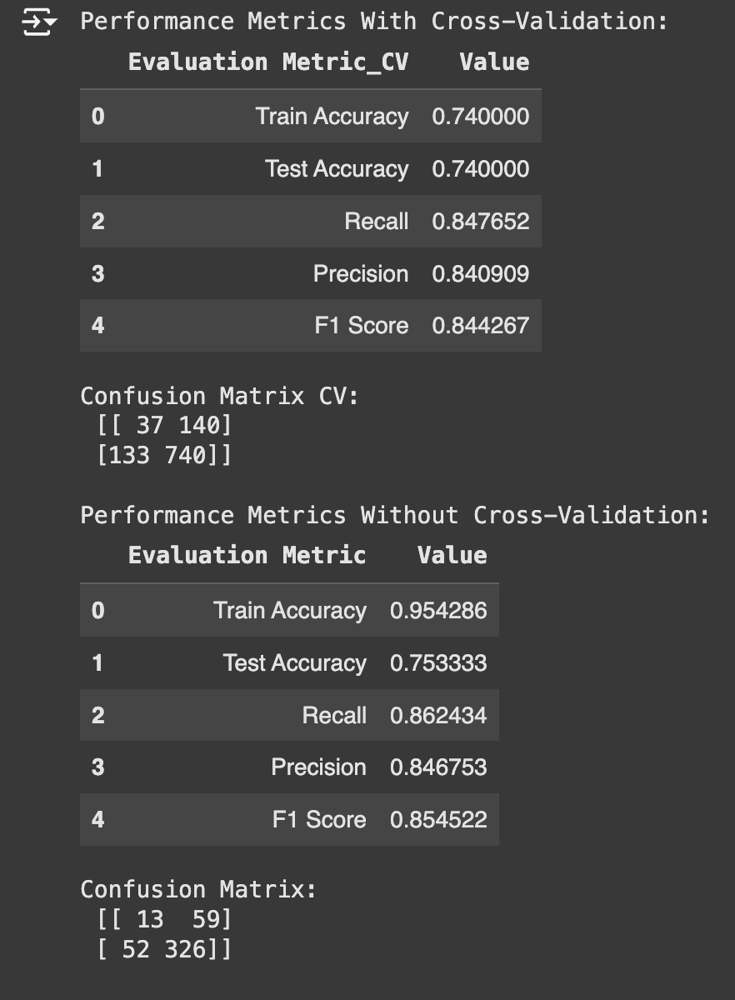 Performance Metrics With Cross-Validation:
Evaluation Metric_CV Value
0 Train Accuracy 0.740000
1 Test Accuracy 0.740000
2 Recall 0.847652
3 Precision 0.840909
4 F1 Score 0.844267
Confusion Matrix CV:
[[ 37 140]
[133 740]]
Performance Metrics Without Cross-Validation:
Evaluation Metric Value
0 Train Accuracy 0.954286
1 Test Accuracy 0.753333
2 Recall 0.862434
3 Precision 0.846753
4 F1 Score 0.854522
Confusion Matrix:
[[ 13  59]
[ 52 326]]